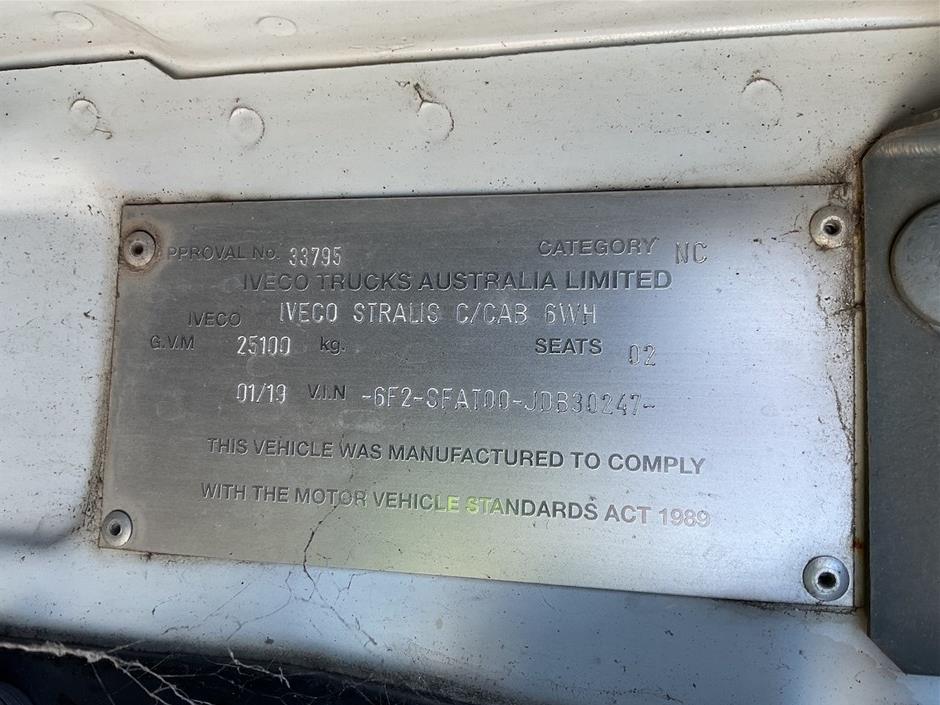 PPROVAL No. 33795 CATEGORY NC
IVECO TRUCKS AUSTRALIA LIMITED
IVECO IVECO STRALIS C/CAB 6WH
G.V.M 25100 kg. SEATS 02
01/19 V.I.N -6F2-SFAT00-JDB30247-
THIS VEHICLE WAS MANUFACTURED TO COMPLY
WITH THE MOTOR VEHICLE STANDARDS ACT 1989